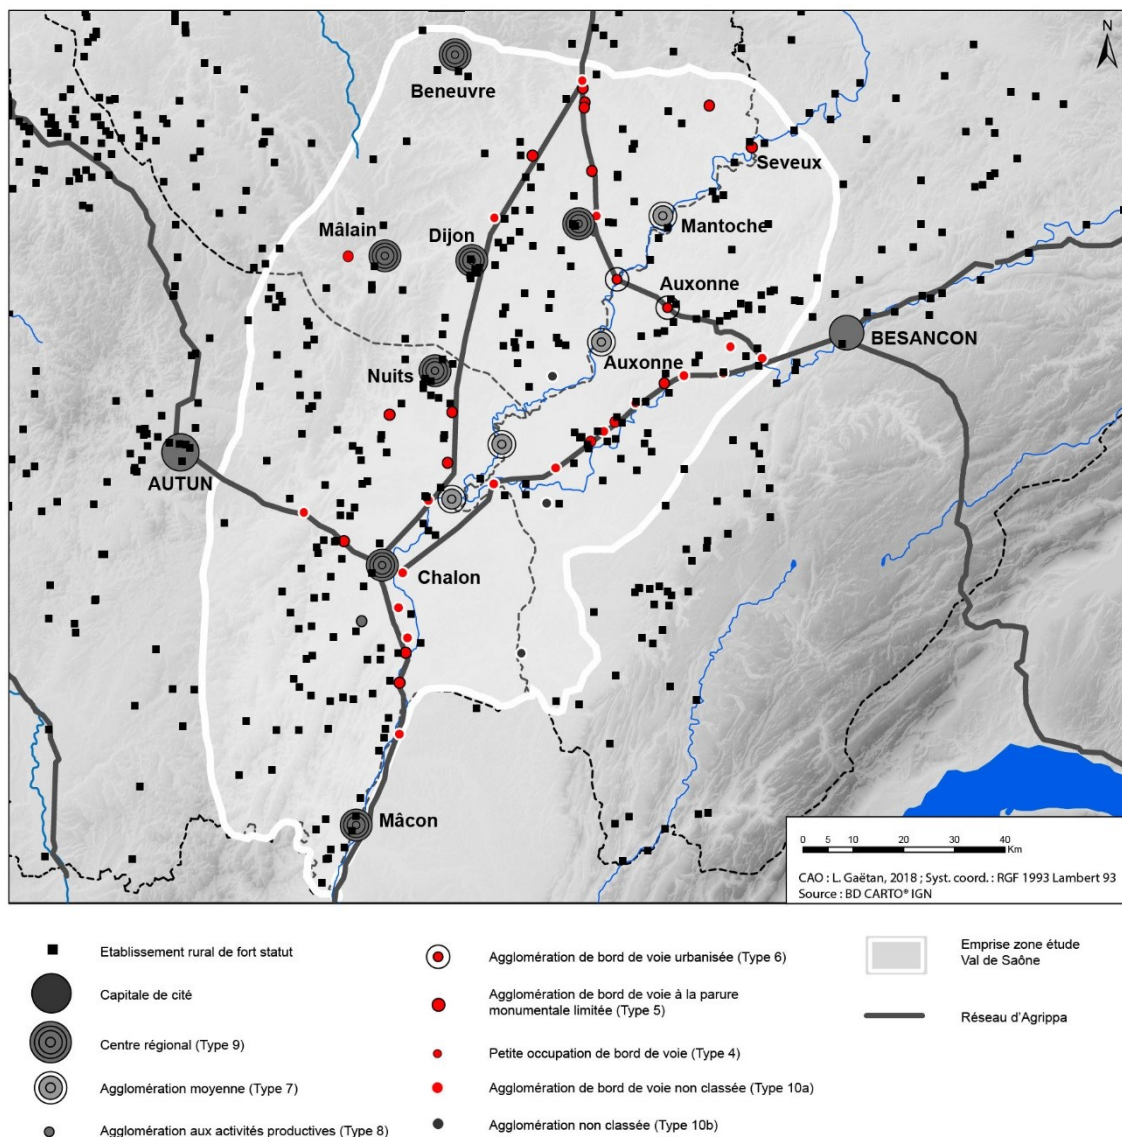 N
Beneuvre
Seveux
Mâlain
Dijon
Mantoche
Auxonne
BESANCON
Auxonne
Nuits
AUTUN
Chalon
Mâcon
0 5 10 20 30 40
Km
CAO : L. Gaëtan, 2018 ; Syst. coord. : RGF 1993 Lambert 93
Source : BD CARTO® IGN
Etablissement rural de fort statut
Capitale de cité
Centre régional (Type 9)
Agglomération moyenne (Type 7)
Agglomération aux activités productives (Type 8)
Agglomération de bord de voie urbanisée (Type 6)
Agglomération de bord de voie à la parure
monumentale limitée (Type 5)
Petite occupation de bord de voie (Type 4)
Agglomération de bord de voie non classée (Type 10a)
Agglomération non classée (Type 10b)
Emprise zone étude
Val de Saône
Réseau d'Agrippa